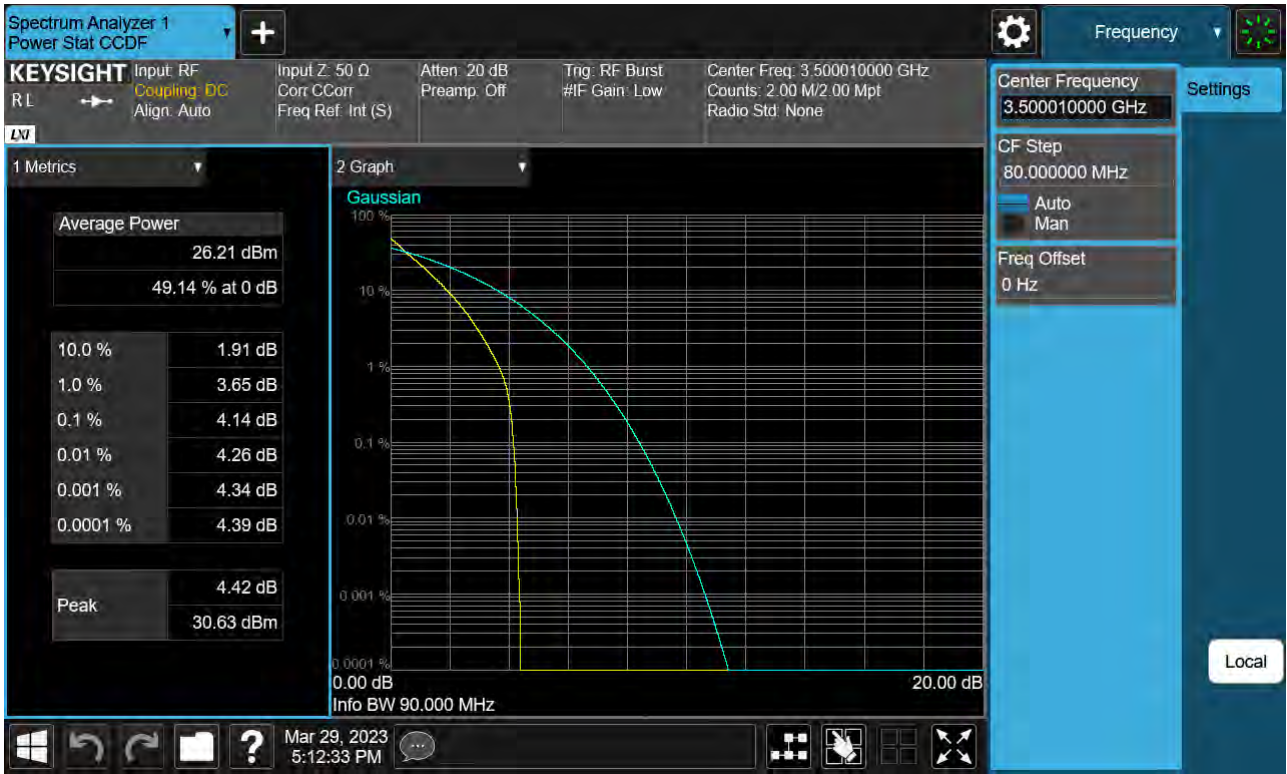 Spectrum Analyzer 1
Power Stat CCDF
+
Frequency
KEYSIGHT
RL
LXI
Input: RF
Coupling: DC
Align: Auto
Input Z: 50 Ω
Corr CCorr
Freq Ref: Int (S)
Atten: 20 dB
Preamp: Off
Trig: RF Burst
#IF Gain: Low
Center Freq: 3.500010000 GHz
Counts: 2.00 M/2.00 Mpt
Radio Std: None
Center Frequency
3.500010000 GHz
Settings
CF Step
80.000000 MHz
Auto
Man
Freq Offset
0 Hz
1 Metrics
Average Power
26.21 dBm
49.14 % at 0 dB
10.0 % 1.91 dB
1.0 % 3.65 dB
0.1 % 4.14 dB
0.01 % 4.26 dB
0.001 % 4.34 dB
0.0001 % 4.39 dB
Peak
4.42 dB
30.63 dBm
2 Graph
Gaussian
100 %
10 %
1 %
0.1 %
0.01 %
0.001 %
0.0001 %
0.00 dB 20.00 dB
Info BW 90.000 MHz
Local
?
Mar 29, 2023
5:12:33 PM